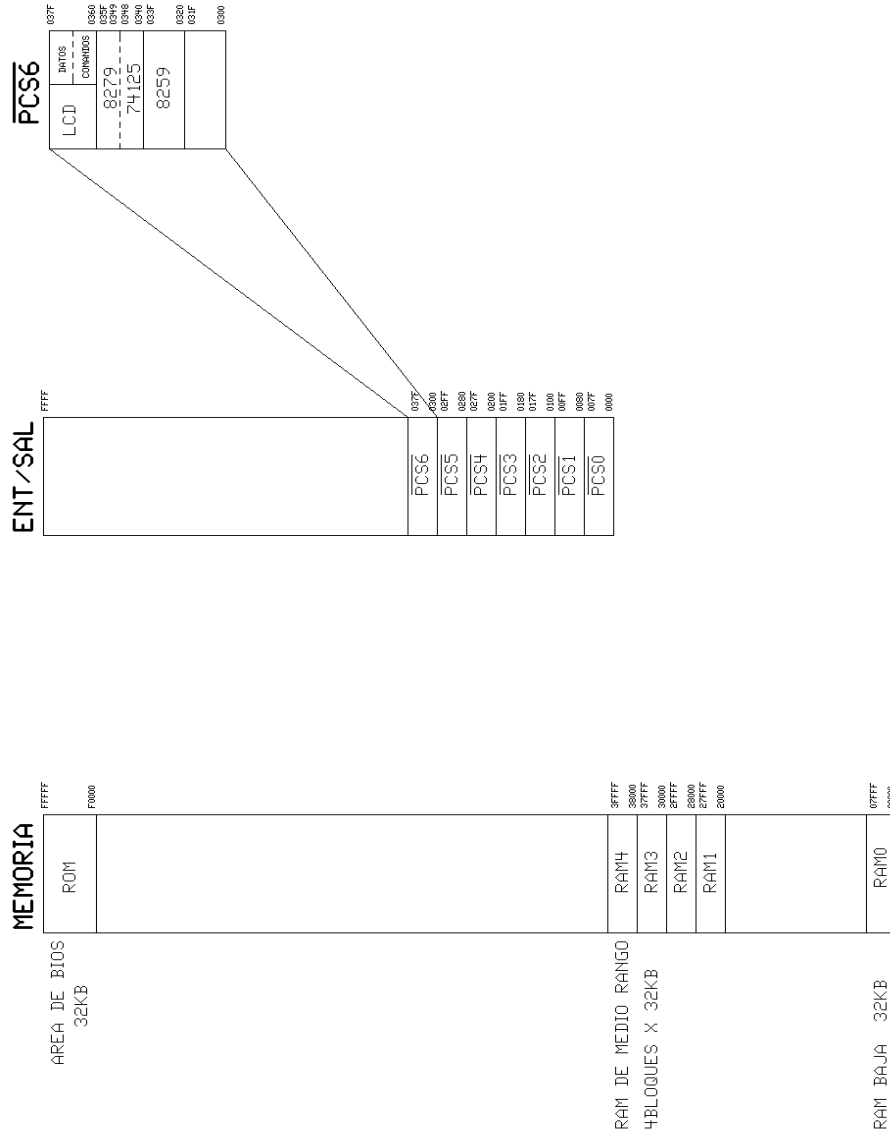 MEMORIA
FFFFF
F0000
ROM
AREA DE BIOS
32KB
3FFFF
38000
37FFF
30000
2FFFF
28000
27FFF
20000
RAM4
RAM3
RAM2
RAM1
RAM DE MEDIO RANGO
4BLOQUES X 32KB
07FFF
RAM0
RAM BAJA 32KB
ENT/SAL
FFFF
037F
0300
02FF
0280
027F
0200
01FF
0180
017F
0100
00FF
0080
007F
0000
PCS6
PCS5
PCS4
PCS3
PCS2
PCS1
PCS0
PCS6
037F
0360
035F
0349
0348
0340
033F
0320
031F
0300
LCD
DATOS
COMANDOS
8279
74125
8259